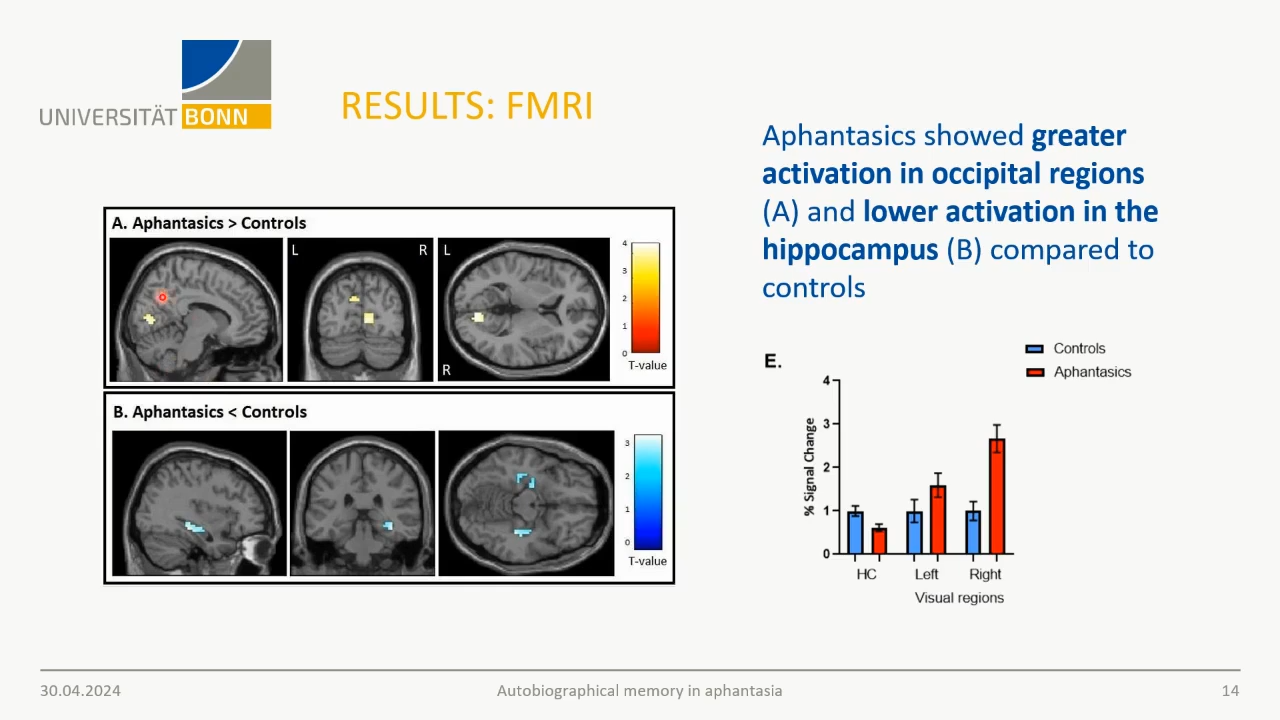 UNIVERSITÄT BONN
RESULTS: FMRI
Aphantasics showed greater
activation in occipital regions
(A) and lower activation in the
hippocampus (B) compared to
controls
A. Aphantasics > Controls
L
R
L
R
4
3
2
1
0
T-value
B. Aphantasics < Controls
3
2
1
0
T-value
E.
Controls
Aphantasics
% Signal Change
4
3
2
1
0
HC
Left
Right
Visual regions
30.04.2024
Autobiographical memory in aphantasia
14